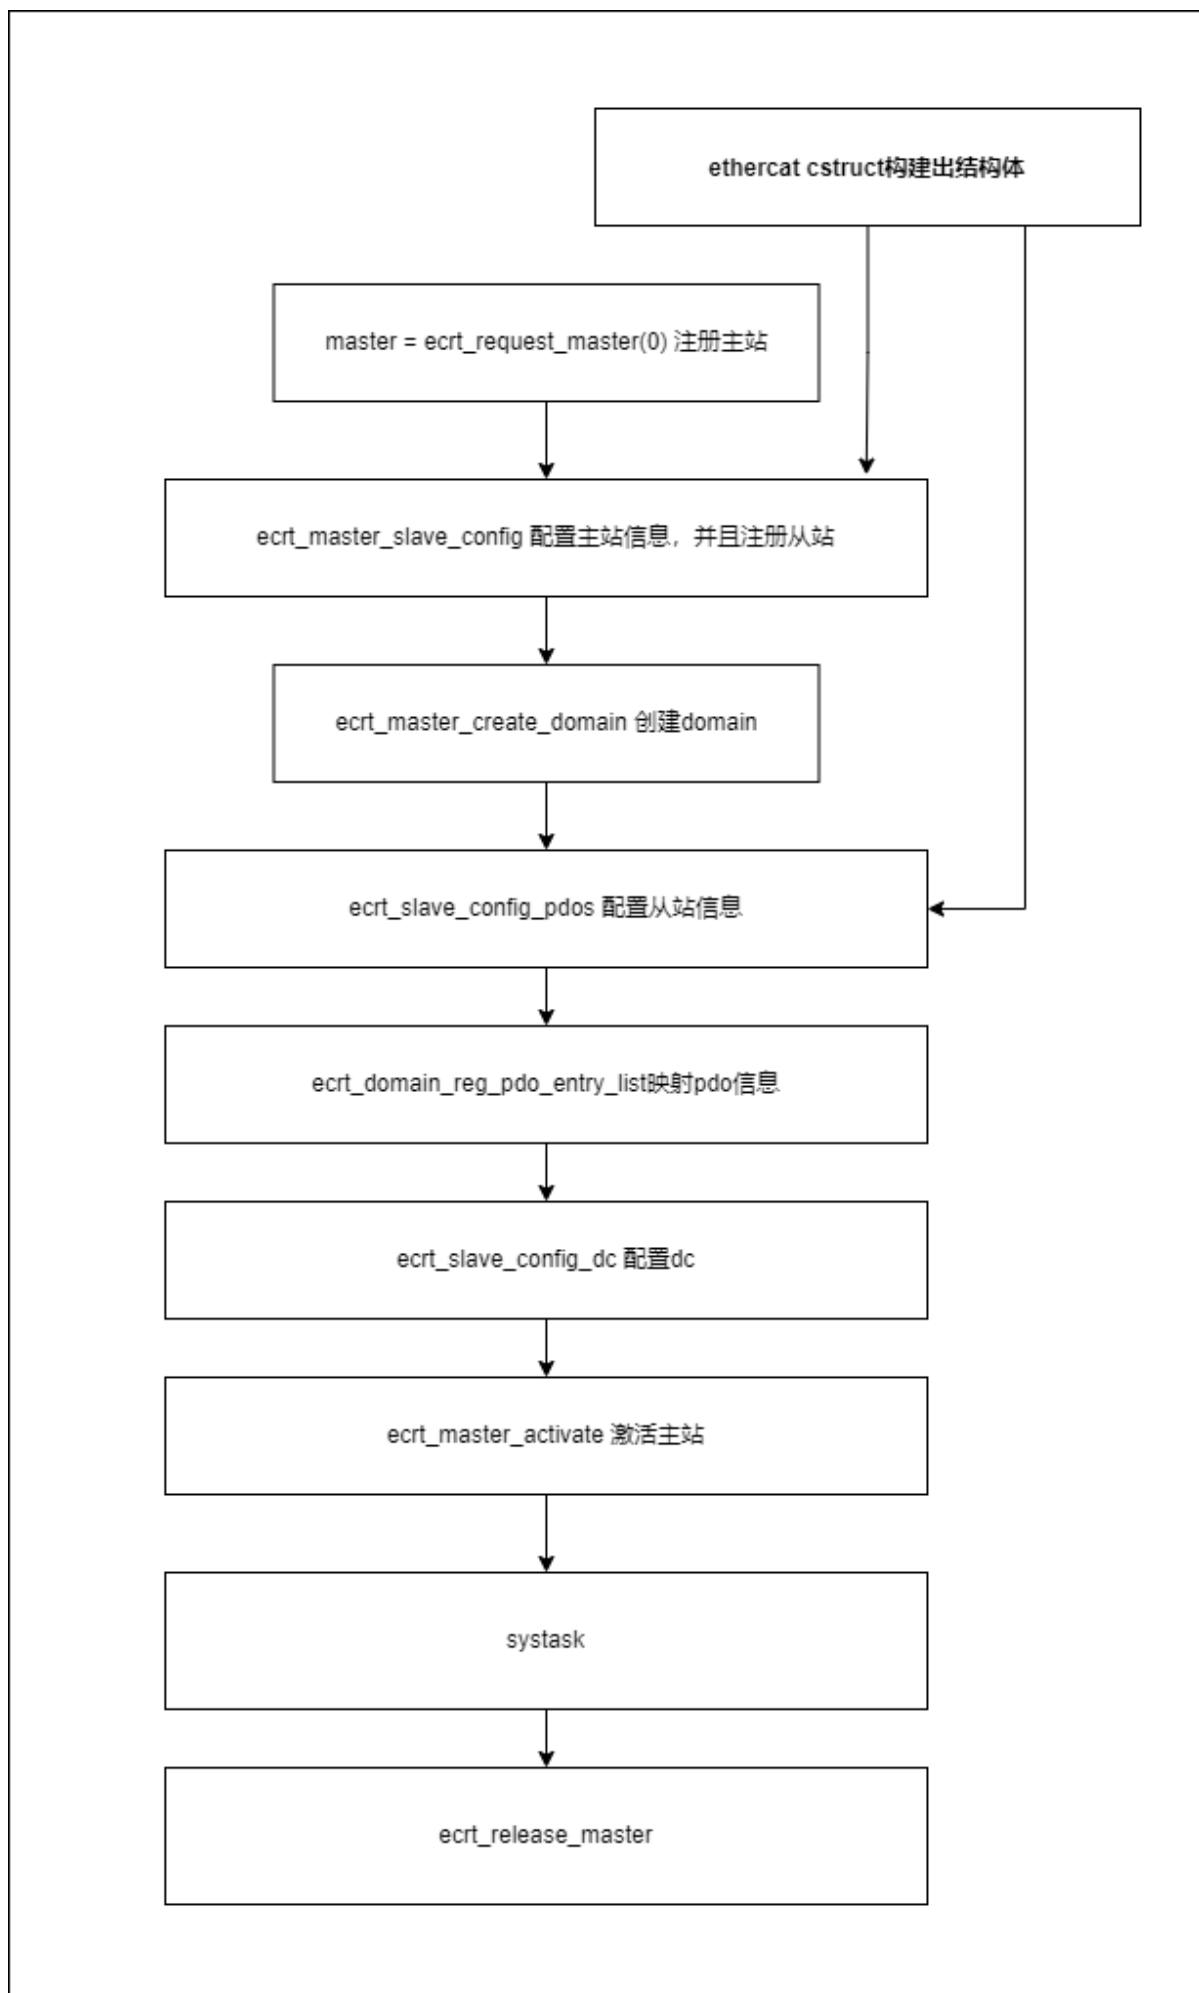 ethercat cstruct构建出结构体
master = ecrt_request_master(0) 注册主站
ecrt_master_slave_config 配置主站信息，并且注册从站
ecrt_master_create_domain 创建domain
ecrt_slave_config_pdos 配置从站信息
ecrt_domain_reg_pdo_entry_list映射pdo信息
ecrt_slave_config_dc 配置dc
ecrt_master_activate 激活主站
systask
ecrt_release_master